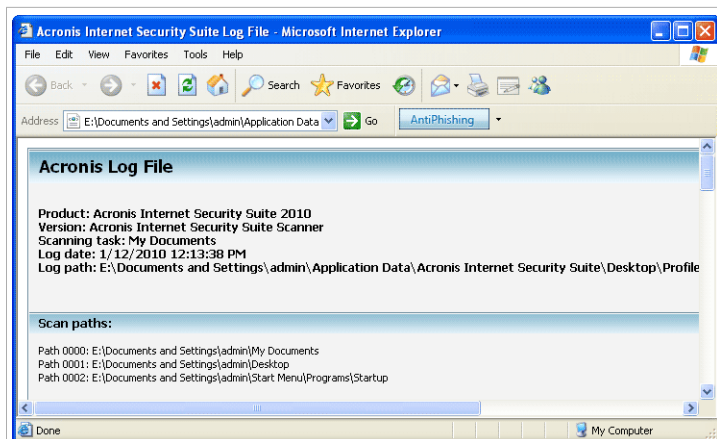 Acronis Internet Security Suite Log File - Microsoft Internet Explorer
File Edit View Favorites Tools Help
Back Search Favorites
Address E:\Documents and Settings\admin\Application Data Go AntiPhishing
Acronis Log File
Product: Acronis Internet Security Suite 2010
Version: Acronis Internet Security Suite Scanner
Scanning task: My Documents
Log date: 1/12/2010 12:13:38 PM
Log path: E:\Documents and Settings\admin\Application Data\Acronis Internet Security Suite\Desktop\Profile
Scan paths:
Path 0000: E:\Documents and Settings\admin\My Documents
Path 0001: E:\Documents and Settings\admin\Desktop
Path 0002: E:\Documents and Settings\admin\Start Menu\Programs\Startup
Done My Computer